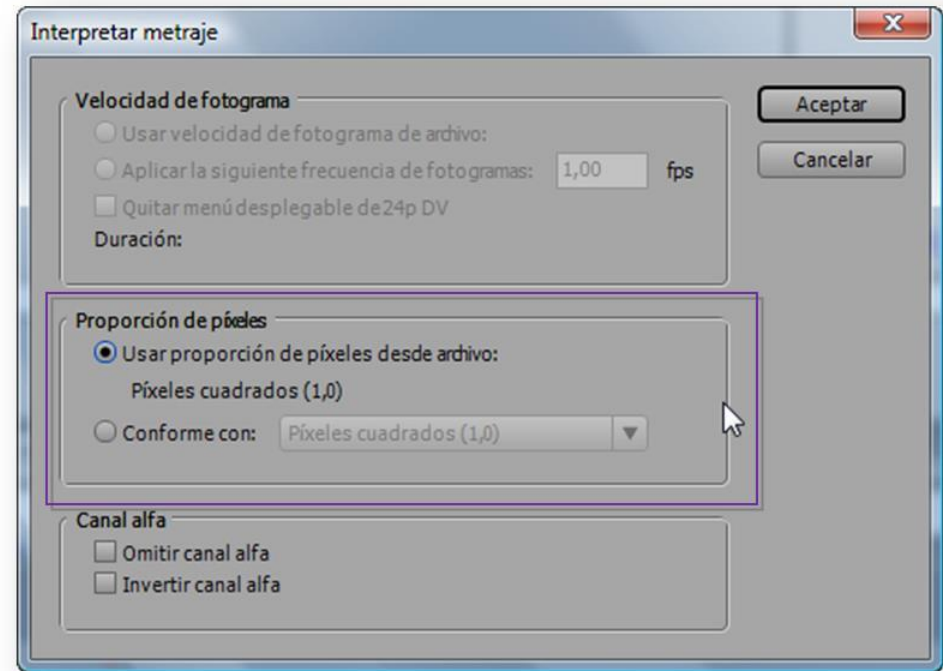 Interpretar metraje
Velocidad de fotograma
Usar velocidad de fotograma de archivo:
Aplicar la siguiente frecuencia de fotogramas: 1,00 fps
Quitar menú desplegable de 24p DV
Duración:
Aceptar
Cancelar
Proporción de píxeles
Usar proporción de píxeles desde archivo:
Píxeles cuadrados (1,0)
Conforme con: Píxeles cuadrados (1,0)
Canal alfa
Omitir canal alfa
Invertir canal alfa